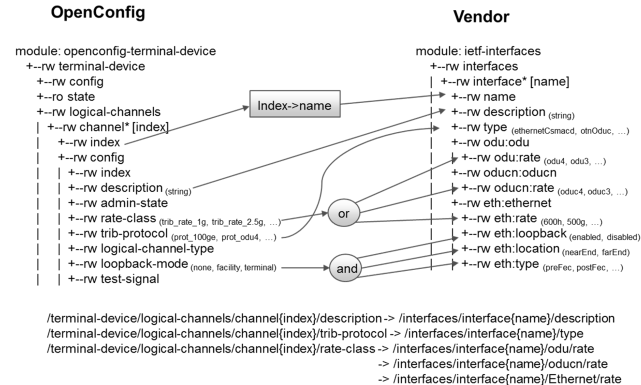 OpenConfig
module: openconfig-terminal-device
+--rw terminal-device
+--rw config
+--ro state
+--rw logical-channels
| +--rw channel* [index]
| | +--rw index
| | +--rw config
| | +--rw index
| | +--rw description (string)
| | +--rw admin-state
| | +--rw rate-class (trib_rate_1g, trib_rate_2.5g, …)
| | +--rw trib-protocol (prot_100ge, prot_odu4, …)
| | +--rw logical-channel-type
| | +--rw loopback-mode (none, facility, terminal)
| | +--rw test-signal
Index->name
or
and
Vendor
module: ietf-interfaces
+--rw interfaces
| +--rw interface* [name]
| +--rw name
| +--rw description (string)
| +--rw type (ethernetCsmacd, otnOduc, …)
| +--rw odu:odu
| +--rw odu:rate (odu4, odu3, …)
| +--rw oducn:oducn
| +--rw oducn:rate (oduc4, oduc3, …)
| +--rw eth:ethernet
| +--rw eth:rate (600h, 500g, …)
| +--rw eth:loopback (enabled, disabled)
| +--rw eth:location (nearEnd, farEnd)
| +--rw eth:type (preFec, postFec, …)
/terminal-device/logical-channels/channel{index}/description-> /interfaces/interface{name}/description
/terminal-device/logical-channels/channel{index}/trib-protocol -> /interfaces/interface{name}/type
/terminal-device/logical-channels/channel{index}/rate-class-> /interfaces/interface{name}/odu/rate
-> /interfaces/interface{name}/oducn/rate
-> /interfaces/interface{name}/Ethernet/rate